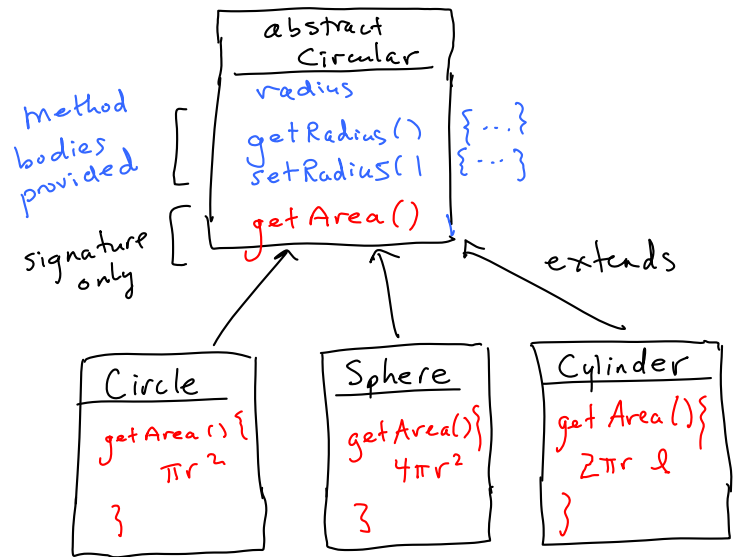 abstract
Circular
radius
method
bodies
provided
getRadius() {...}
setRadius() {...}
signature
only
getArea()
extends
Circle
getArea(){
πr²
}
Sphere
getArea(){
4πr²
}
Cylinder
getArea(){
2πr l
}